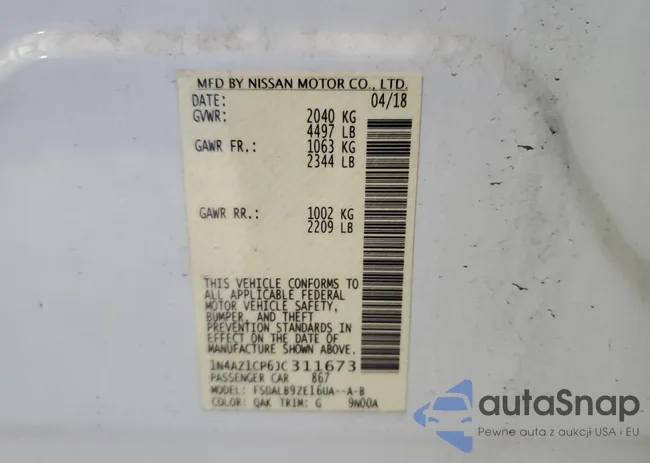 MFD BY NISSAN MOTOR CO., LTD.
DATE: 04/18
GVWR: 2040 KG
4497 LB
GAWR FR.: 1063 KG
2344 LB
GAWR RR.: 1002 KG
2209 LB
THIS VEHICLE CONFORMS TO
ALL APPLICABLE FEDERAL
MOTOR VEHICLE SAFETY,
BUMPER, AND THEFT
PREVENTION STANDARDS IN
EFFECT ON THE DATE OF
MANUFACTURE SHOWN ABOVE.
1N4AZ1CP6JC311673
PASSENGER CAR 867
MODEL: FSDALB9ZE16UA--A-B
COLOR: QAK TRIM: G 9N00A
autoSnap
Pewne auta z aukcji USA i EU